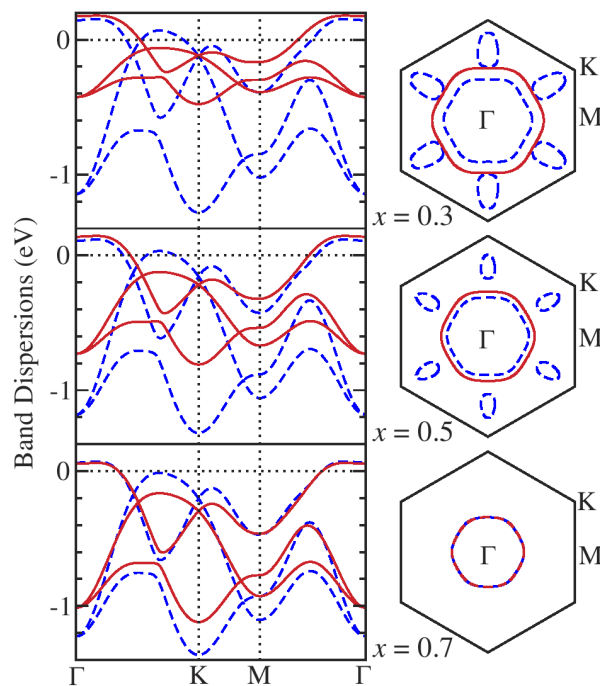 Band Dispersions (eV)
0
-1
K
Γ
M
x = 0.3
0
-1
K
Γ
M
x = 0.5
0
-1
K
Γ
M
x = 0.7
Γ K M Γ